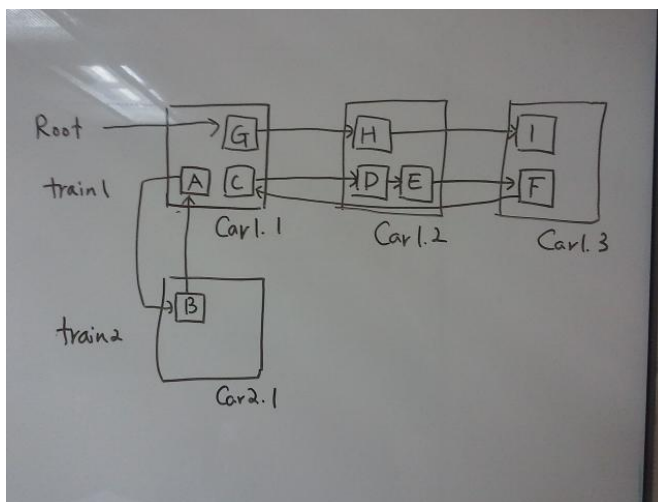 Root
G
H
I
train1
A
C
D
E
F
Car1.1
Car1.2
Car1.3
B
train2
Car2.1